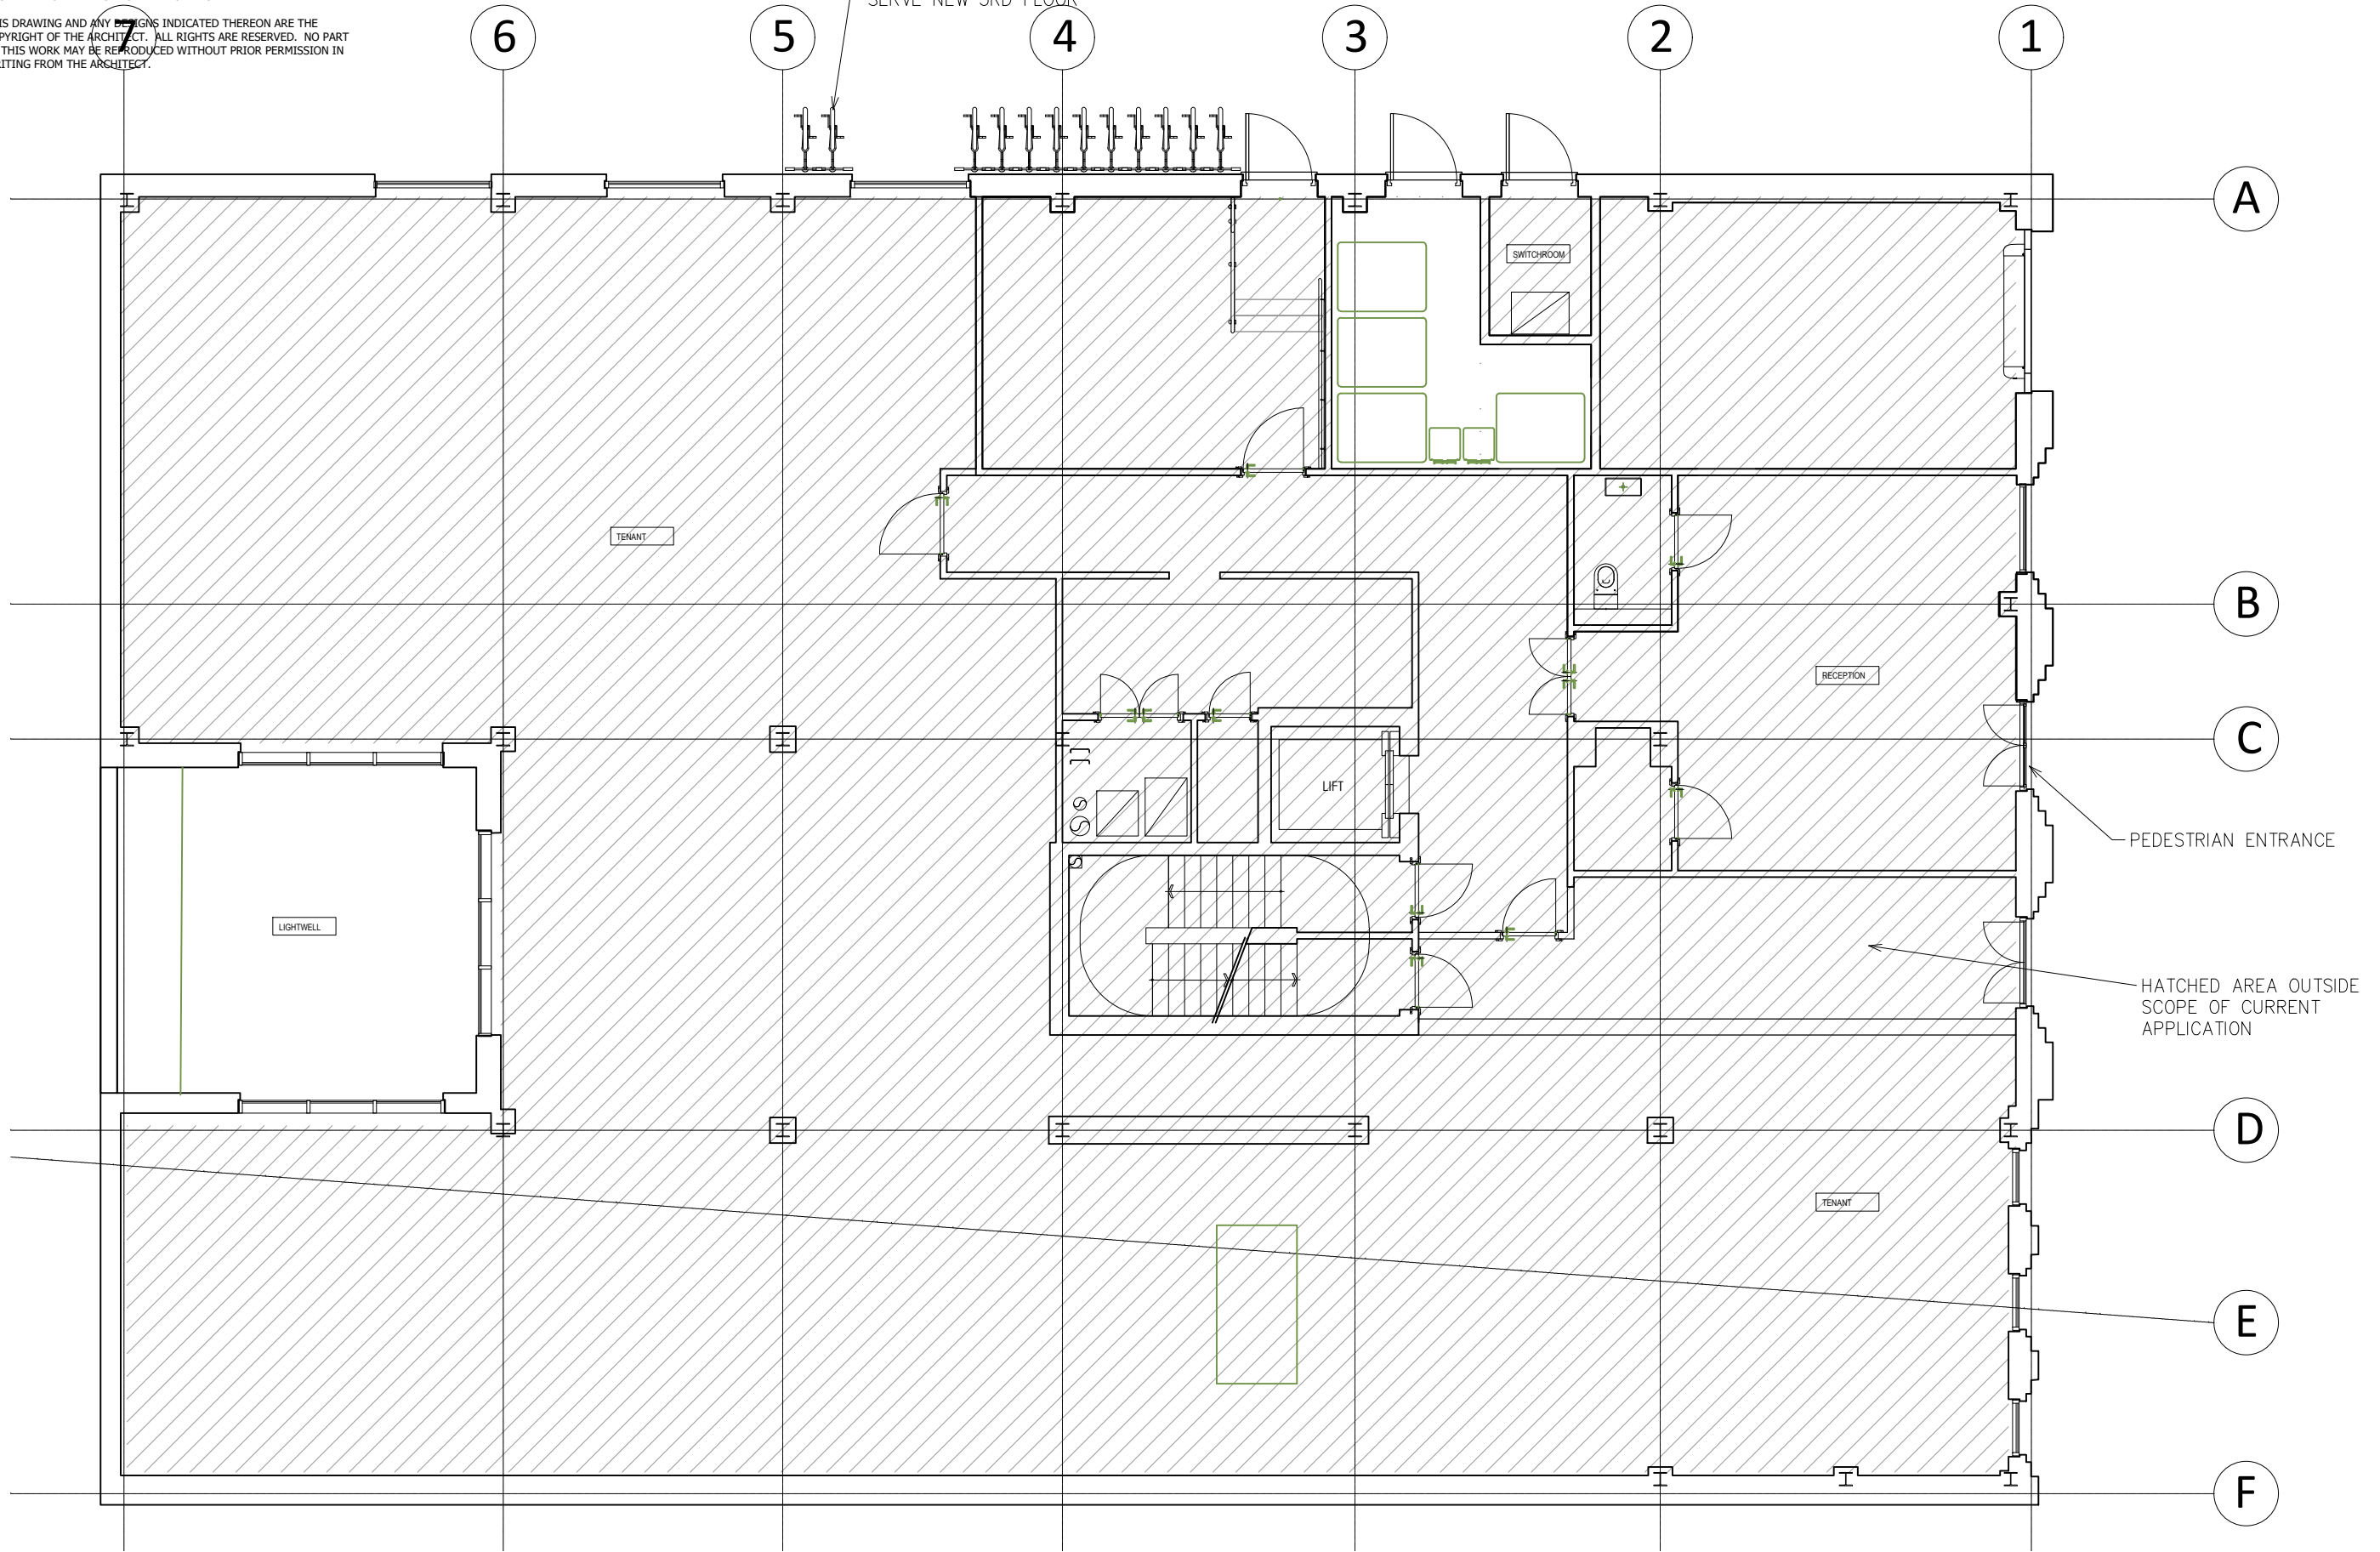 SERVE NEW 3RD FLOOR
IS DRAWING AND ANY DESIGNS INDICATED THEREON ARE THE
PYRIGHT OF THE ARCHITECT. ALL RIGHTS ARE RESERVED. NO PART
THIS WORK MAY BE REPRODUCED WITHOUT PRIOR PERMISSION IN
ITING FROM THE ARCHITECT.
7
6
5
4
3
2
1
A
SWITCHROOM
TENANT
B
RECEPTION
C
LIFT
PEDESTRIAN ENTRANCE
LIGHTWELL
HATCHED AREA OUTSIDE
SCOPE OF CURRENT
APPLICATION
D
TENANT
E
F